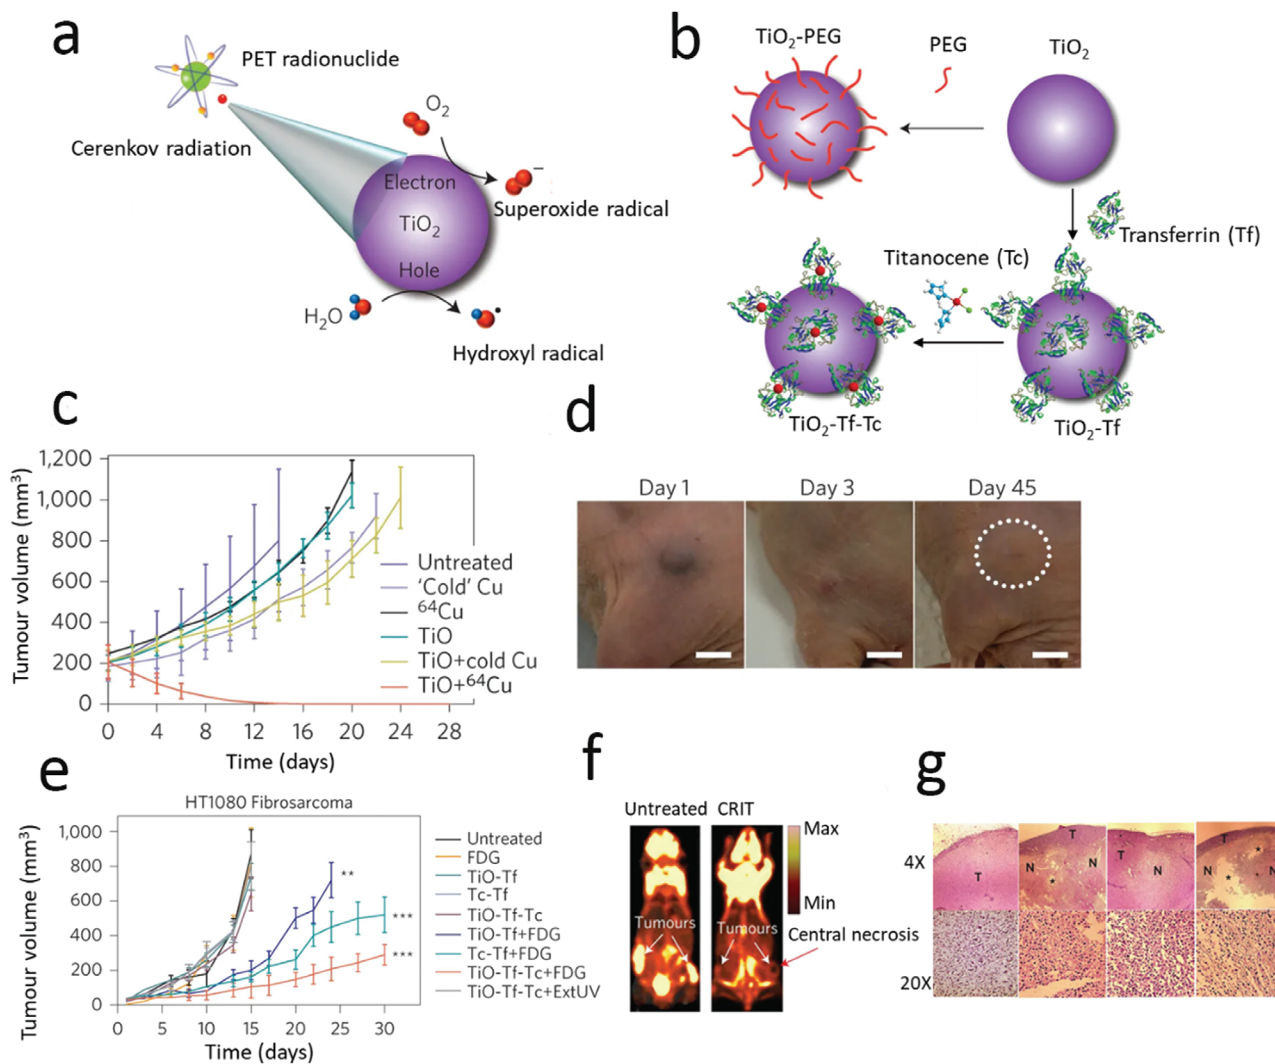 a
PET radionuclide
Cerenkov radiation
O₂
Electron
TiO₂
Hole
−
Superoxide radical
H₂O
Hydroxyl radical
b
TiO₂-PEG
PEG
TiO₂
Transferrin (Tf)
Titanocene (Tc)
TiO₂-Tf-Tc
TiO₂-Tf
c
Tumour volume (mm³)
1,200
1,000
800
600
400
200
0
0 4 8 12 16 20 24 28
Time (days)
Untreated
‘Cold’ Cu
⁶⁴Cu
TiO
TiO+cold Cu
TiO+⁶⁴Cu
d
Day 1 Day 3 Day 45
e
HT1080 Fibrosarcoma
Tumour volume (mm³)
1,000
800
600
400
200
0
0 5 10 15 20 25 30
Time (days)
**
***
***
Untreated
FDG
TiO-Tf
Tc-Tf
TiO-Tf-Tc
TiO-Tf+FDG
Tc-Tf+FDG
TiO-Tf-Tc+FDG
TiO-Tf-Tc+ExtUV
f
Untreated CRIT
Max
Min
Tumours Tumours
Central necrosis
g
4X
T
T
N N
*
T
N
N N
* *
20X